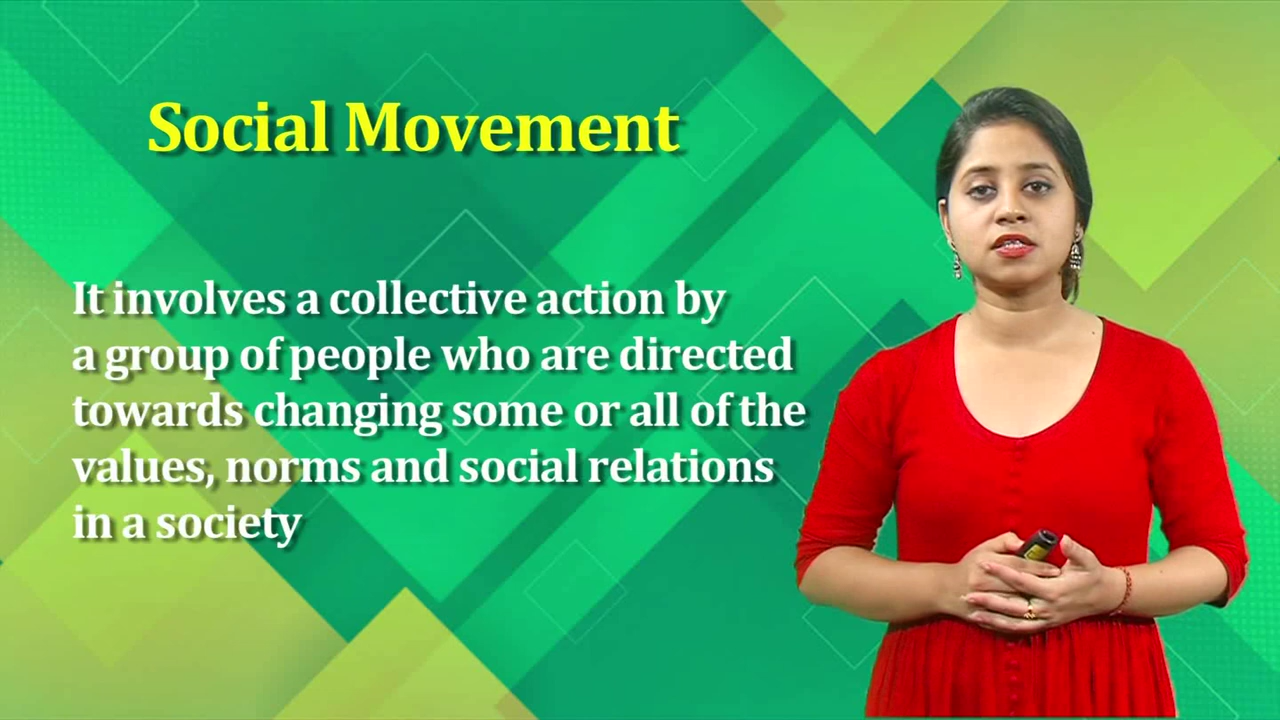 Social Movement
It involves a collective action by
a group of people who are directed
towards changing some or all of the
values, norms and social relations
in a society